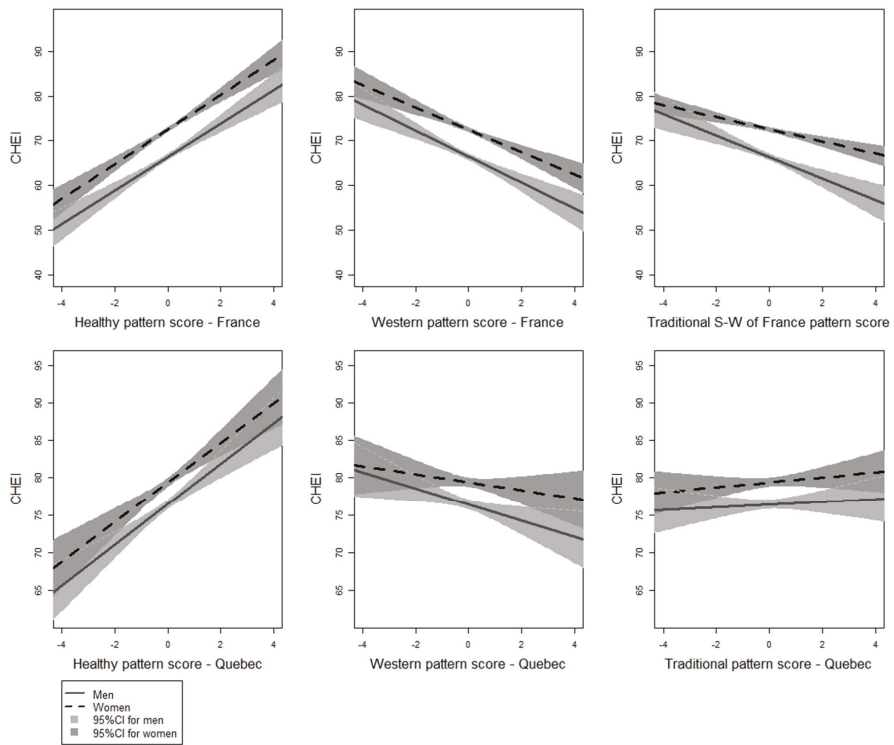 CHEI
90
80
70
60
50
40
-4 -2 0 2 4
Healthy pattern score - France
CHEI
90
80
70
60
50
40
-4 -2 0 2 4
Western pattern score - France
CHEI
90
80
70
60
50
40
-4 -2 0 2 4
Traditional S-W of France pattern score
CHEI
95
90
85
80
75
70
65
-4 -2 0 2 4
Healthy pattern score - Quebec
CHEI
95
90
85
80
75
70
65
-4 -2 0 2 4
Western pattern score - Quebec
CHEI
95
90
85
80
75
70
65
-4 -2 0 2 4
Traditional pattern score - Quebec
Men
Women
95%CI for men
95%CI for women